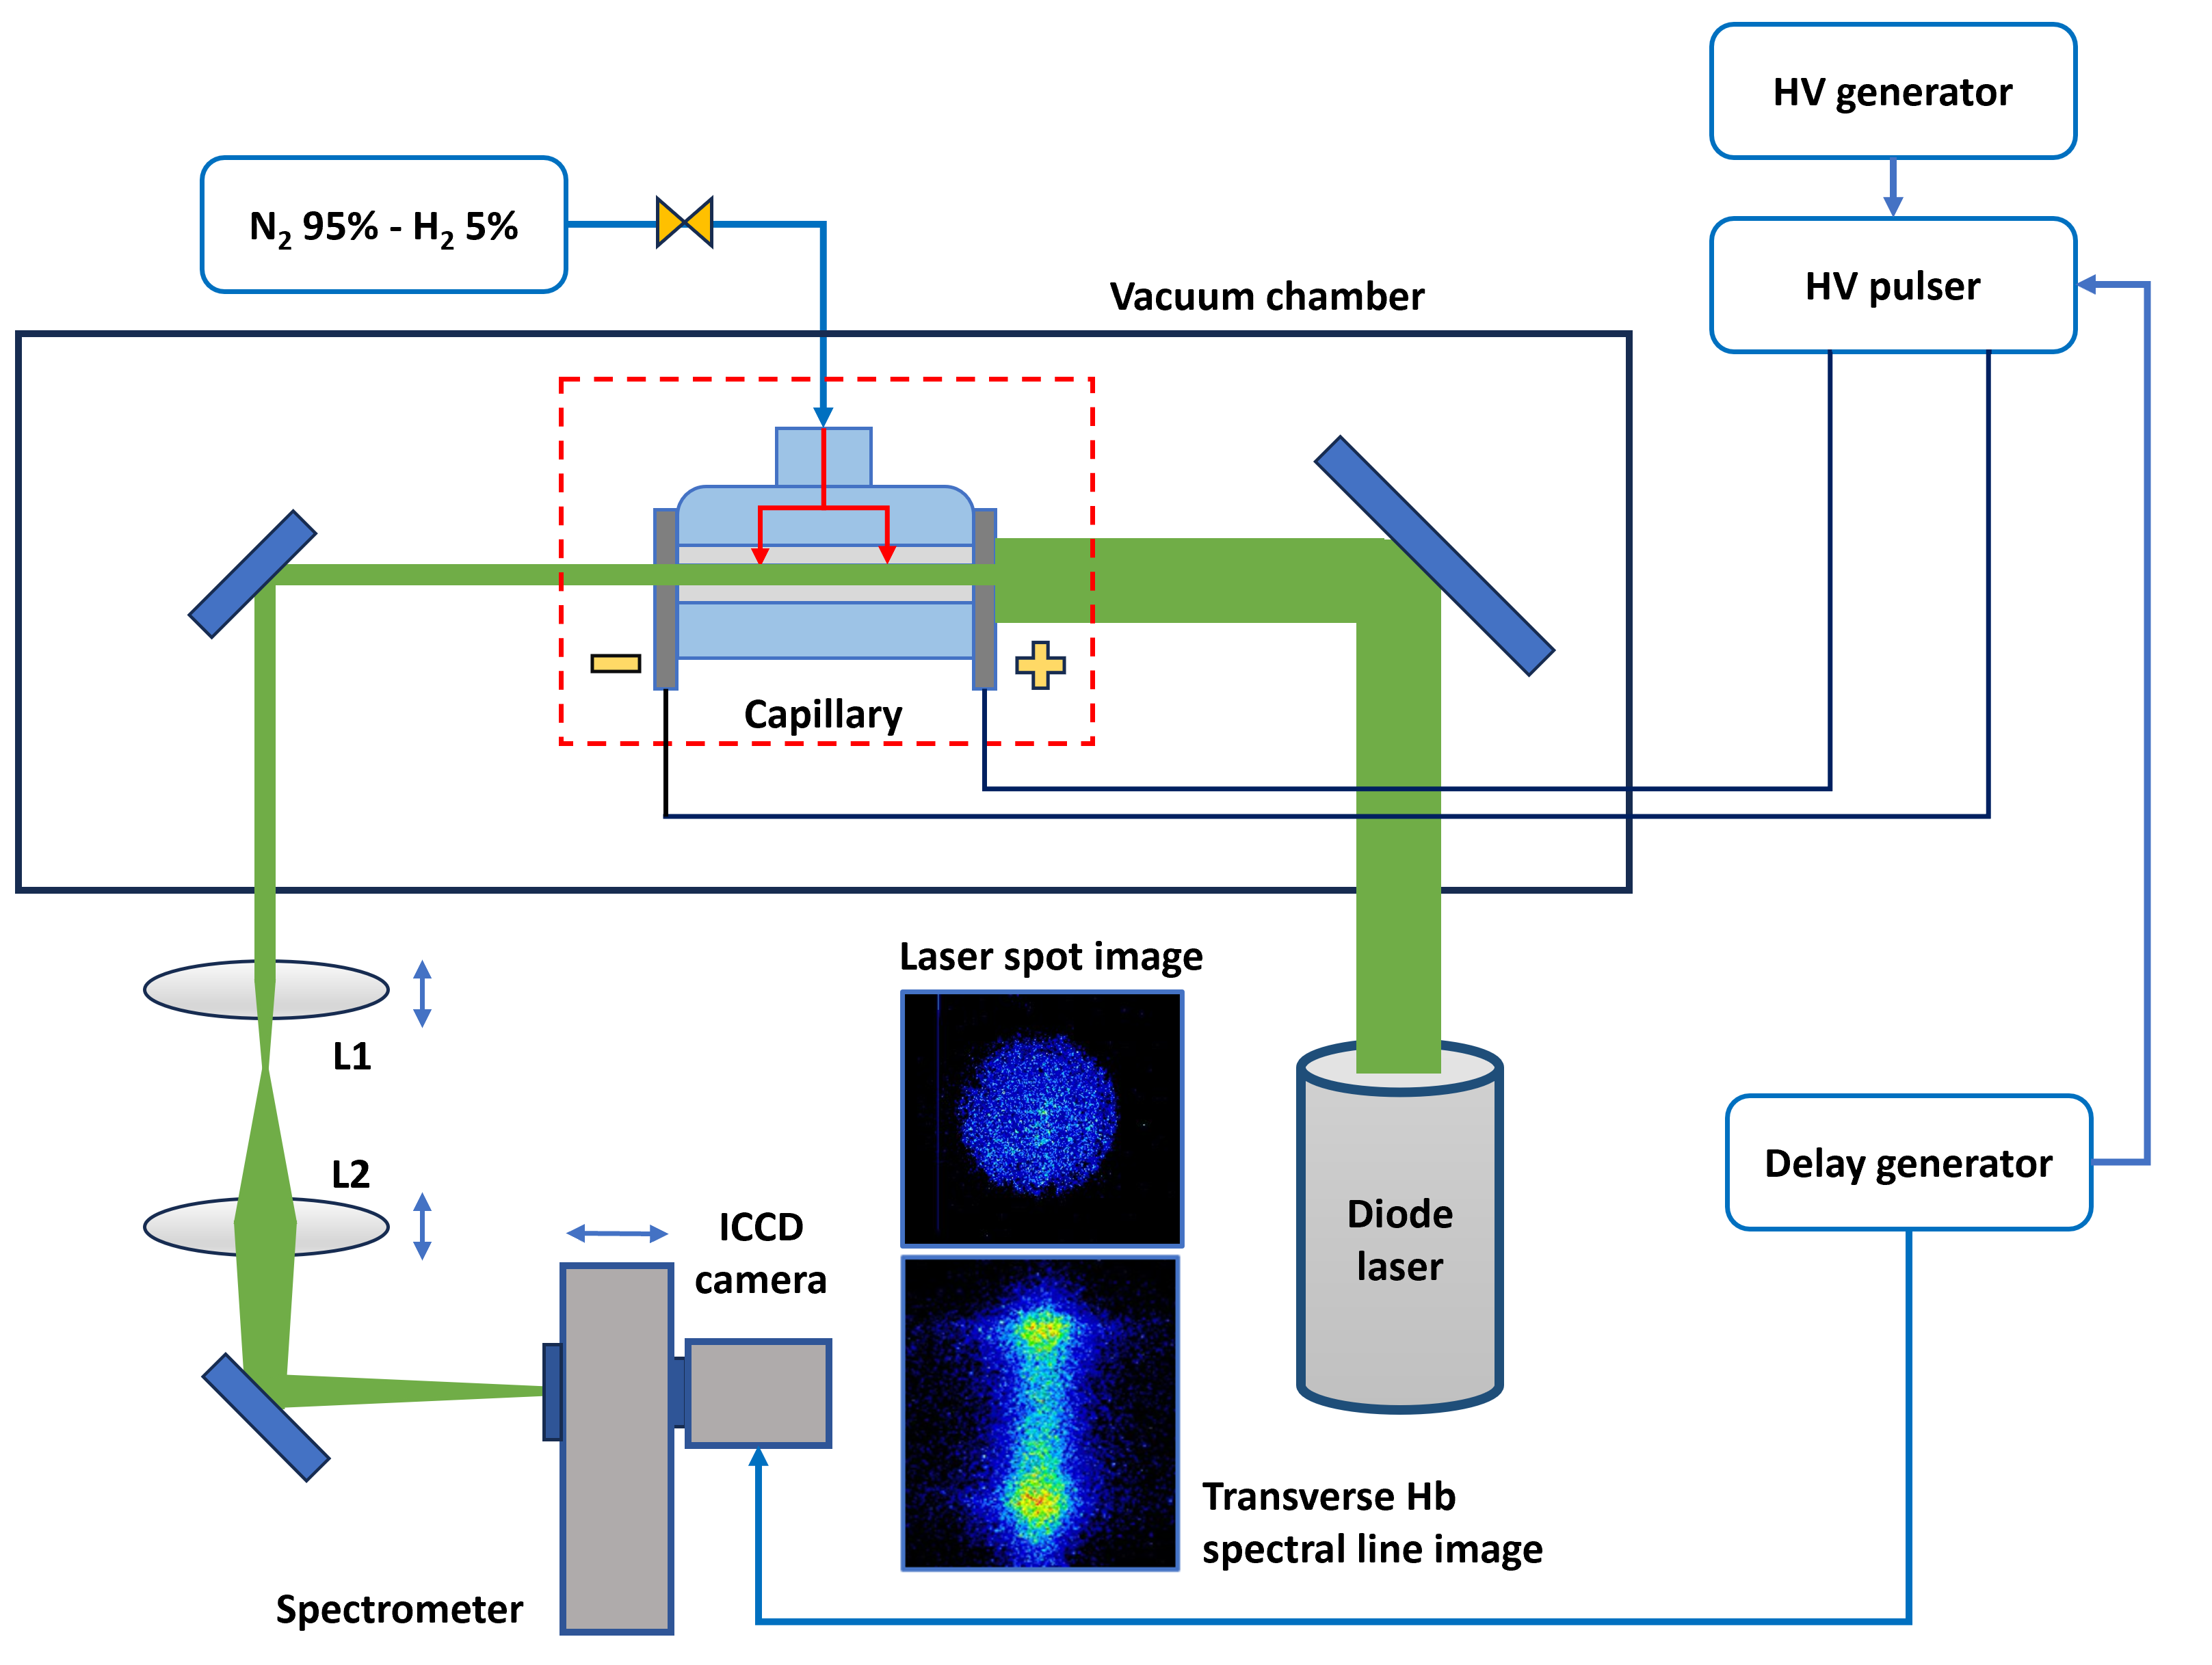 HV generator
N₂ 95% - H₂ 5%
HV pulser
Vacuum chamber
Capillary
Laser spot image
L1
L2
ICCD
camera
Diode
laser
Delay generator
Transverse Hb
spectral line image
Spectrometer